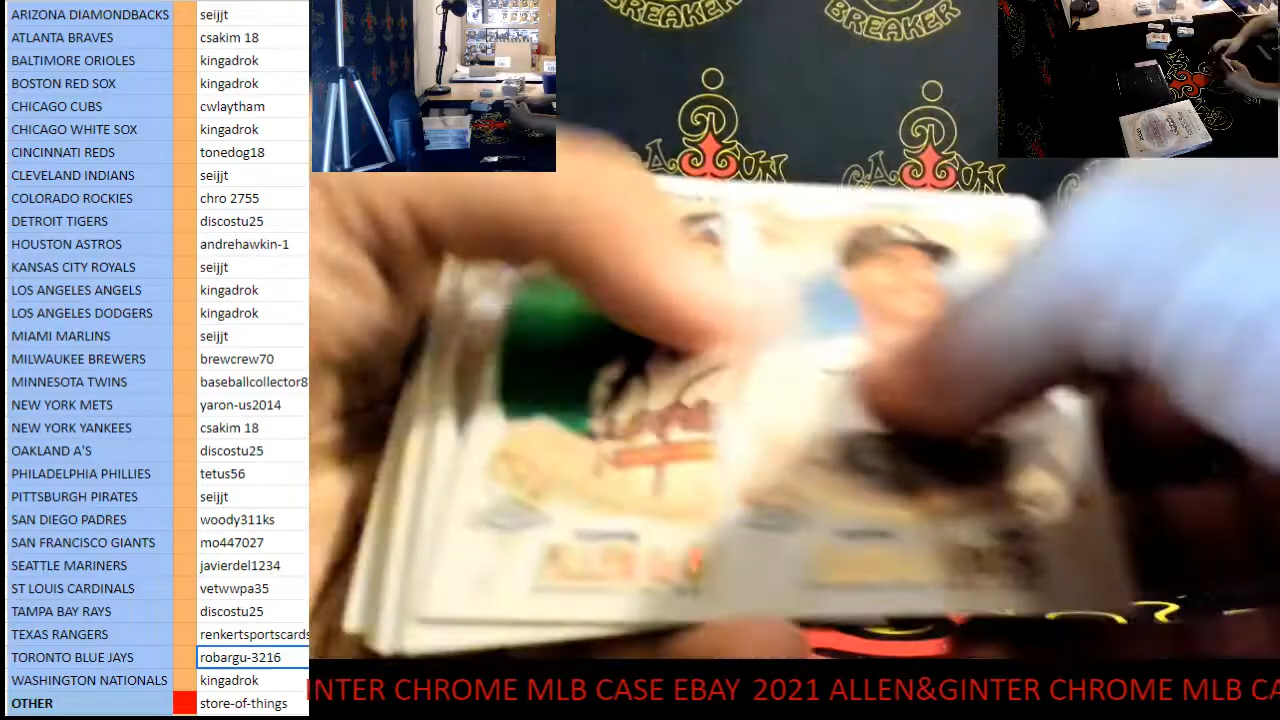 ARIZONA DIAMONDBACKS seijjt
ATLANTA BRAVES csakim 18
BALTIMORE ORIOLES kingadrok
BOSTON RED SOX kingadrok
CHICAGO CUBS cwlaytham
CHICAGO WHITE SOX kingadrok
CINCINNATI REDS tonedog18
CLEVELAND INDIANS seijjt
COLORADO ROCKIES chro 2755
DETROIT TIGERS discostu25
HOUSTON ASTROS andrehawkin-1
KANSAS CITY ROYALS seijjt
LOS ANGELES ANGELS kingadrok
LOS ANGELES DODGERS kingadrok
MIAMI MARLINS seijjt
MILWAUKEE BREWERS brewcrew70
MINNESOTA TWINS baseballcollector8
NEW YORK METS yaron-us2014
NEW YORK YANKEES csakim 18
OAKLAND A'S discostu25
PHILADELPHIA PHILLIES tetus56
PITTSBURGH PIRATES seijjt
SAN DIEGO PADRES woody311ks
SAN FRANCISCO GIANTS mo447027
SEATTLE MARINERS javierdel1234
ST LOUIS CARDINALS vetwwpa35
TAMPA BAY RAYS discostu25
TEXAS RANGERS renkertsportscards
TORONTO BLUE JAYS robargu-3216
WASHINGTON NATIONALS kingadrok
OTHER store-of-things
BREAKER BREAKER
INTER CHROME MLB CASE EBAY 2021 ALLEN&GINTER CHROME MLB CA